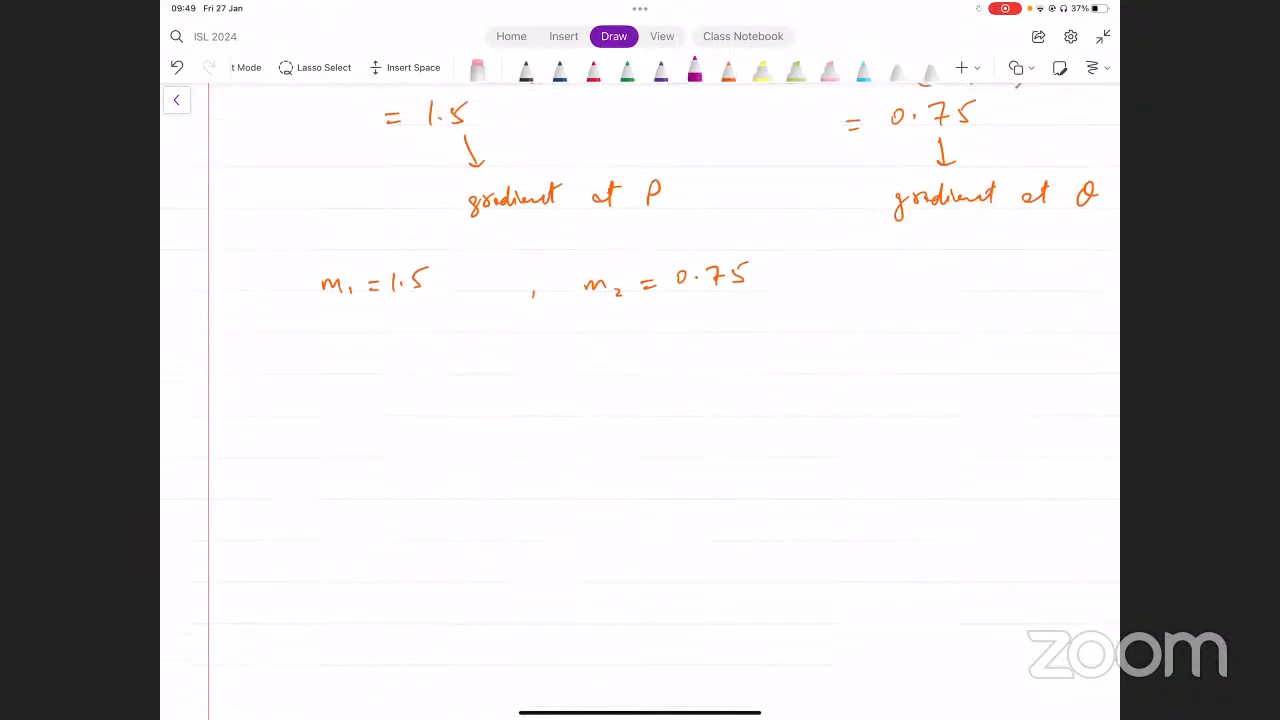 09:49 Fri 27 Jan
37%
ISL 2024
Home Insert Draw View Class Notebook
t Mode Lasso Select Insert Space
= 1.5
= 0.75
gradient at P
gradient at Q
m₁ = 1.5 , m₂ = 0.75
zoom